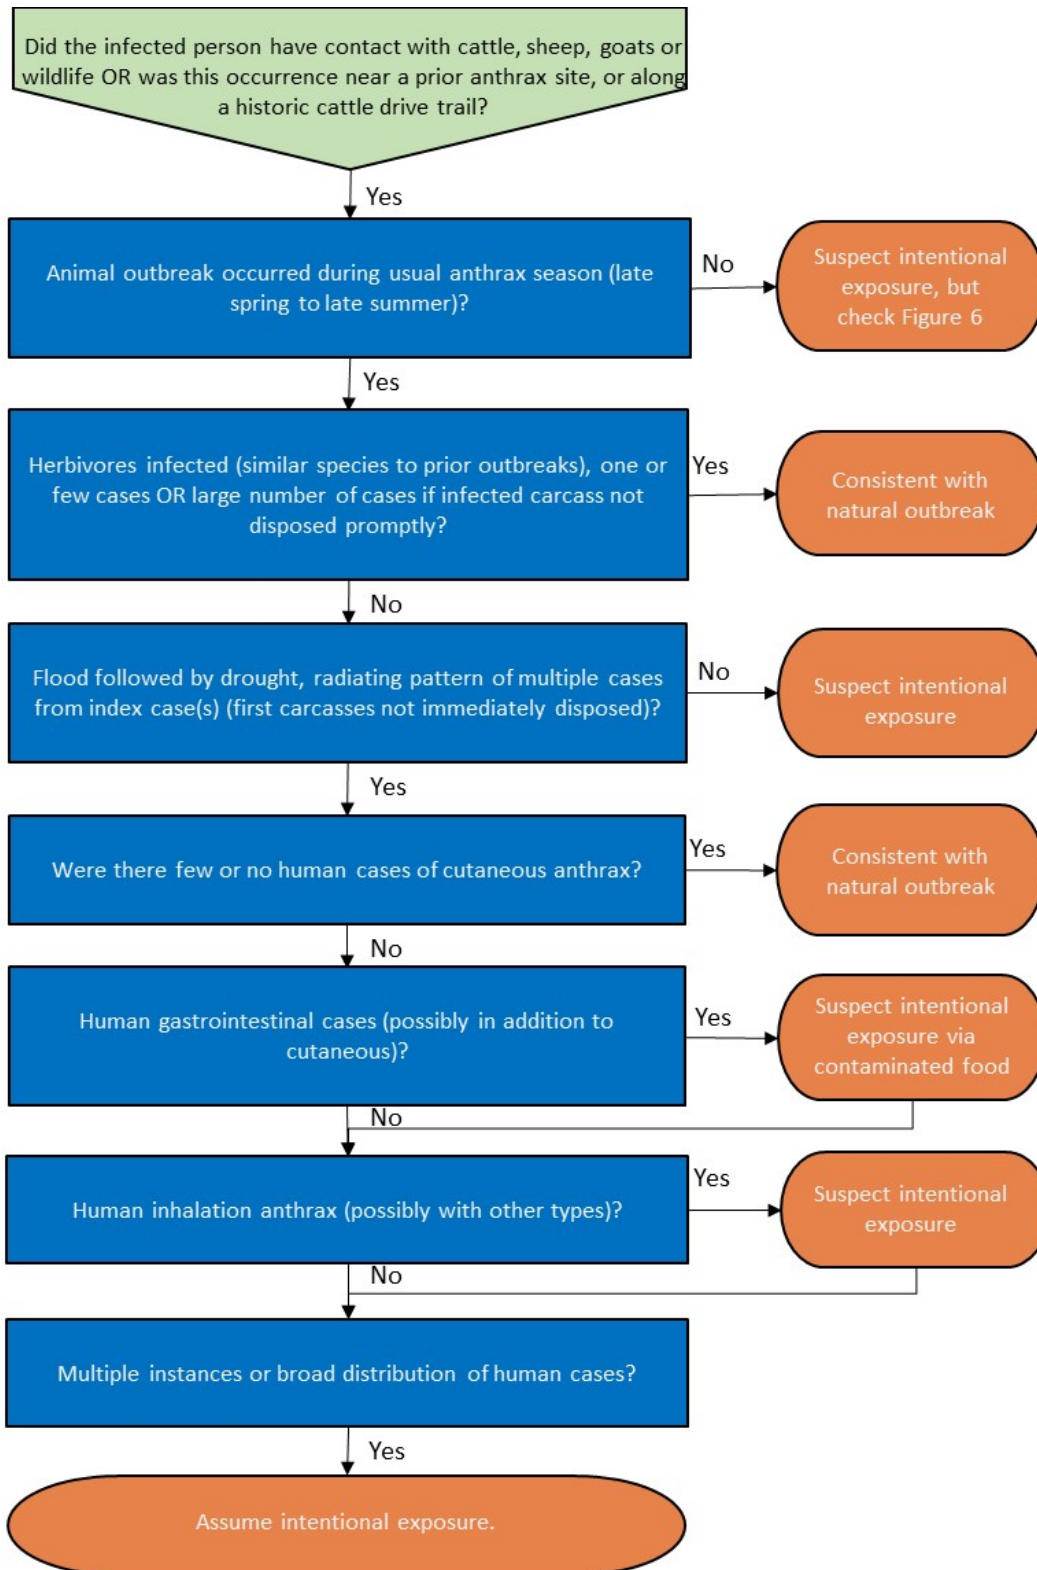 Did the infected person have contact with cattle, sheep, goats or
wildlife OR was this occurrence near a prior anthrax site, or along
a historic cattle drive trail?
Yes
Animal outbreak occurred during usual anthrax season (late
spring to late summer)?
No
Suspect intentional
exposure, but
check Figure 6
Yes
Herbivores infected (similar species to prior outbreaks), one or
few cases OR large number of cases if infected carcass not
disposed promptly?
Yes
Consistent with
natural outbreak
No
Flood followed by drought, radiating pattern of multiple cases
from index case(s) (first carcasses not immediately disposed)?
No
Suspect intentional
exposure
Yes
Were there few or no human cases of cutaneous anthrax?
Yes
Consistent with
natural outbreak
No
Human gastrointestinal cases (possibly in addition to
cutaneous)?
Yes
Suspect intentional
exposure via
contaminated food
No
Human inhalation anthrax (possibly with other types)?
Yes
Suspect intentional
exposure
No
Multiple instances or broad distribution of human cases?
Yes
Assume intentional exposure.